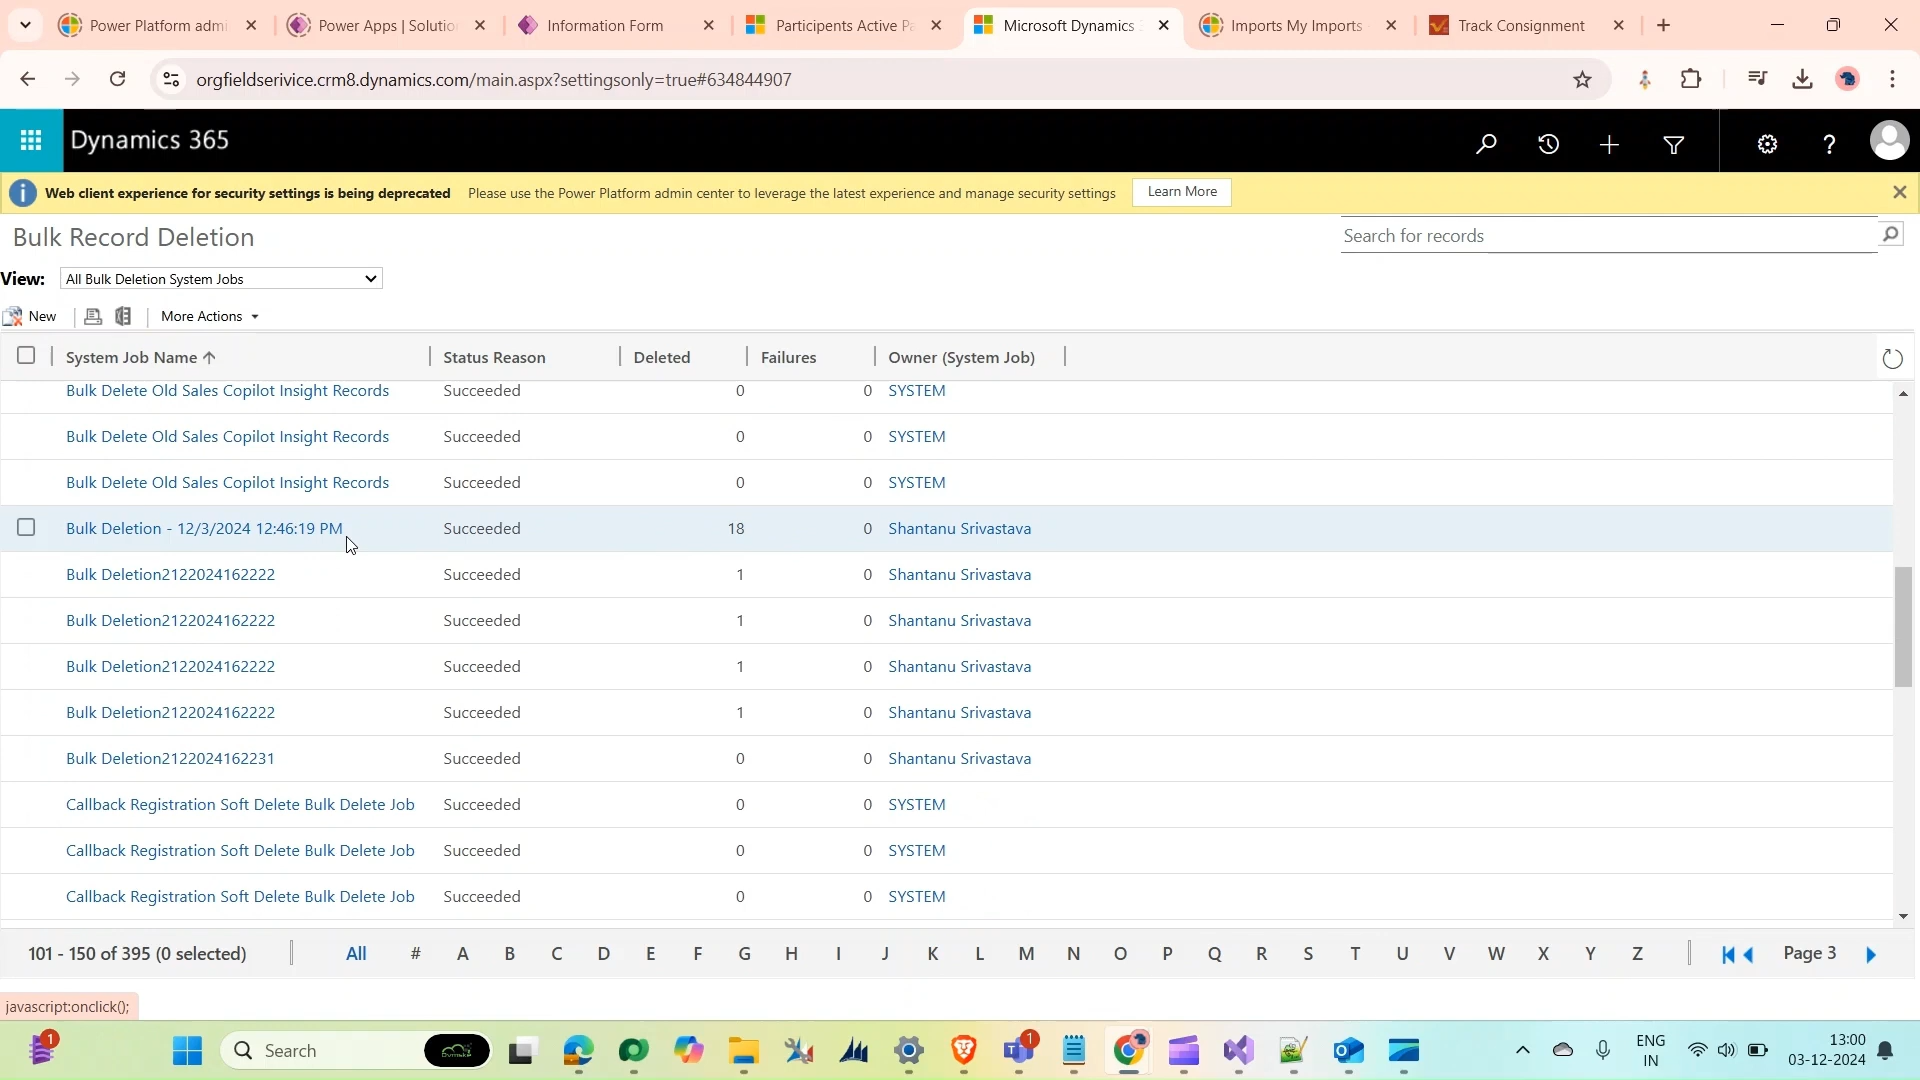 Power Platform admi
Power Apps | Solutio
Information Form
Participents Active Pa
Microsoft Dynamics 3
Imports My Imports
Track Consignment
orgfieldserivice.crm8.dynamics.com/main.aspx?settingsonly=true#634844907
Dynamics 365
Web client experience for security settings is being deprecated Please use the Power Platform admin center to leverage the latest experience and manage security settings Learn More
Bulk Record Deletion
Search for records
View: All Bulk Deletion System Jobs
New More Actions
System Job Name Status Reason Deleted Failures Owner (System Job)
Bulk Delete Old Sales Copilot Insight Records Succeeded 0 0 SYSTEM
Bulk Delete Old Sales Copilot Insight Records Succeeded 0 0 SYSTEM
Bulk Delete Old Sales Copilot Insight Records Succeeded 0 0 SYSTEM
Bulk Deletion - 12/3/2024 12:46:19 PM Succeeded 18 0 Shantanu Srivastava
Bulk Deletion2122024162222 Succeeded 1 0 Shantanu Srivastava
Bulk Deletion2122024162222 Succeeded 1 0 Shantanu Srivastava
Bulk Deletion2122024162222 Succeeded 1 0 Shantanu Srivastava
Bulk Deletion2122024162222 Succeeded 1 0 Shantanu Srivastava
Bulk Deletion2122024162231 Succeeded 0 0 Shantanu Srivastava
Callback Registration Soft Delete Bulk Delete Job Succeeded 0 0 SYSTEM
Callback Registration Soft Delete Bulk Delete Job Succeeded 0 0 SYSTEM
Callback Registration Soft Delete Bulk Delete Job Succeeded 0 0 SYSTEM
101 - 150 of 395 (0 selected) All # A B C D E F G H I J K L M N O P Q R S T U V W X Y Z Page 3
javascript:onclick();
1
Search
1
ENG
IN
13:00
03-12-2024